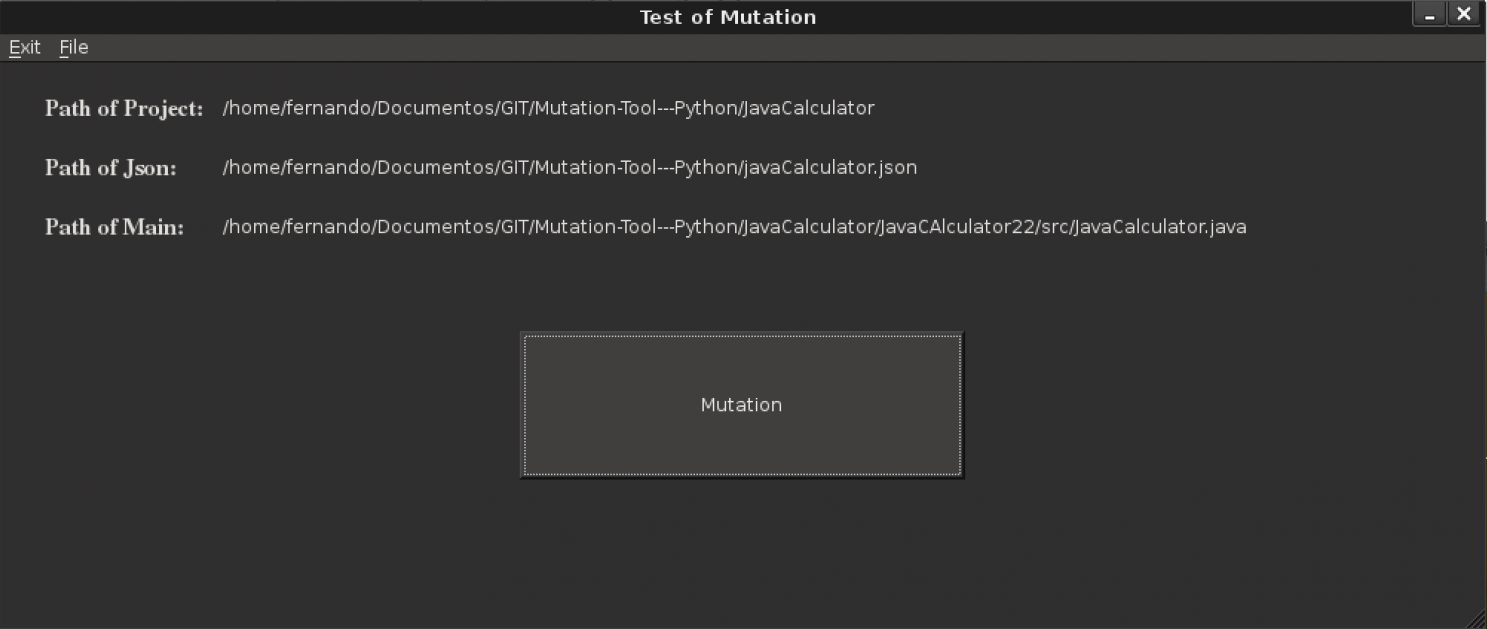 Test of Mutation
Exit File
Path of Project: /home/fernando/Documentos/GIT/Mutation-Tool---Python/JavaCalculator
Path of Json: /home/fernando/Documentos/GIT/Mutation-Tool---Python/javaCalculator.json
Path of Main: /home/fernando/Documentos/GIT/Mutation-Tool---Python/JavaCalculator/JavaCAlculator22/src/JavaCalculator.java
Mutation